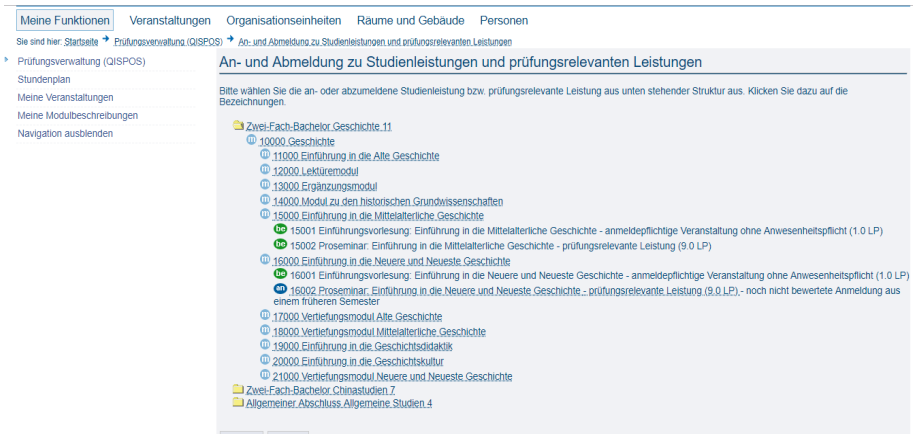 Meine Funktionen Veranstaltungen Organisationseinheiten Räume und Gebäude Personen
Sie sind hier: Startseite Prüfungsverwaltung (QISPOS) An- und Abmeldung zu Studienleistungen und prüfungsrelevanten Leistungen
Prüfungsverwaltung (QISPOS)
Stundenplan
Meine Veranstaltungen
Meine Modulbeschreibungen
Navigation ausblenden
An- und Abmeldung zu Studienleistungen und prüfungsrelevanten Leistungen
Bitte wählen Sie die an- oder abzumeldene Studienleistung bzw. prüfungsrelevante Leistung aus unten stehender Struktur aus. Klicken Sie dazu auf die
Bezeichnungen.
Zwei-Fach-Bachelor Geschichte 11
m 10000 Geschichte
m 11000 Einführung in die Alte Geschichte
m 12000 Lektüremodul
m 13000 Ergänzungsmodul
m 14000 Modul zu den historischen Grundwissenschaften
m 15000 Einführung in die Mittelalterliche Geschichte
be 15001 Einführungsvorlesung: Einführung in die Mittelalterliche Geschichte - anmeldepflichtige Veranstaltung ohne Anwesenheitspflicht (1.0 LP)
be 15002 Proseminar: Einführung in die Mittelalterliche Geschichte - prüfungsrelevante Leistung (9.0 LP)
m 16000 Einführung in die Neuere und Neueste Geschichte
be 16001 Einführungsvorlesung: Einführung in die Neuere und Neueste Geschichte - anmeldepflichtige Veranstaltung ohne Anwesenheitspflicht (1.0 LP)
an 16002 Proseminar: Einführung in die Neuere und Neueste Geschichte - prüfungsrelevante Leistung (9.0 LP) - noch nicht bewertete Anmeldung aus
einem früheren Semester
m 17000 Vertiefungsmodul Alte Geschichte
m 18000 Vertiefungsmodul Mittelalterliche Geschichte
m 19000 Einführung in die Geschichtsdidaktik
m 20000 Einführung in die Geschichtskultur
m 21000 Vertiefungsmodul Neuere und Neueste Geschichte
Zwei-Fach-Bachelor Chinastudien 7
Allgemeiner Abschluss Allgemeine Studien 4